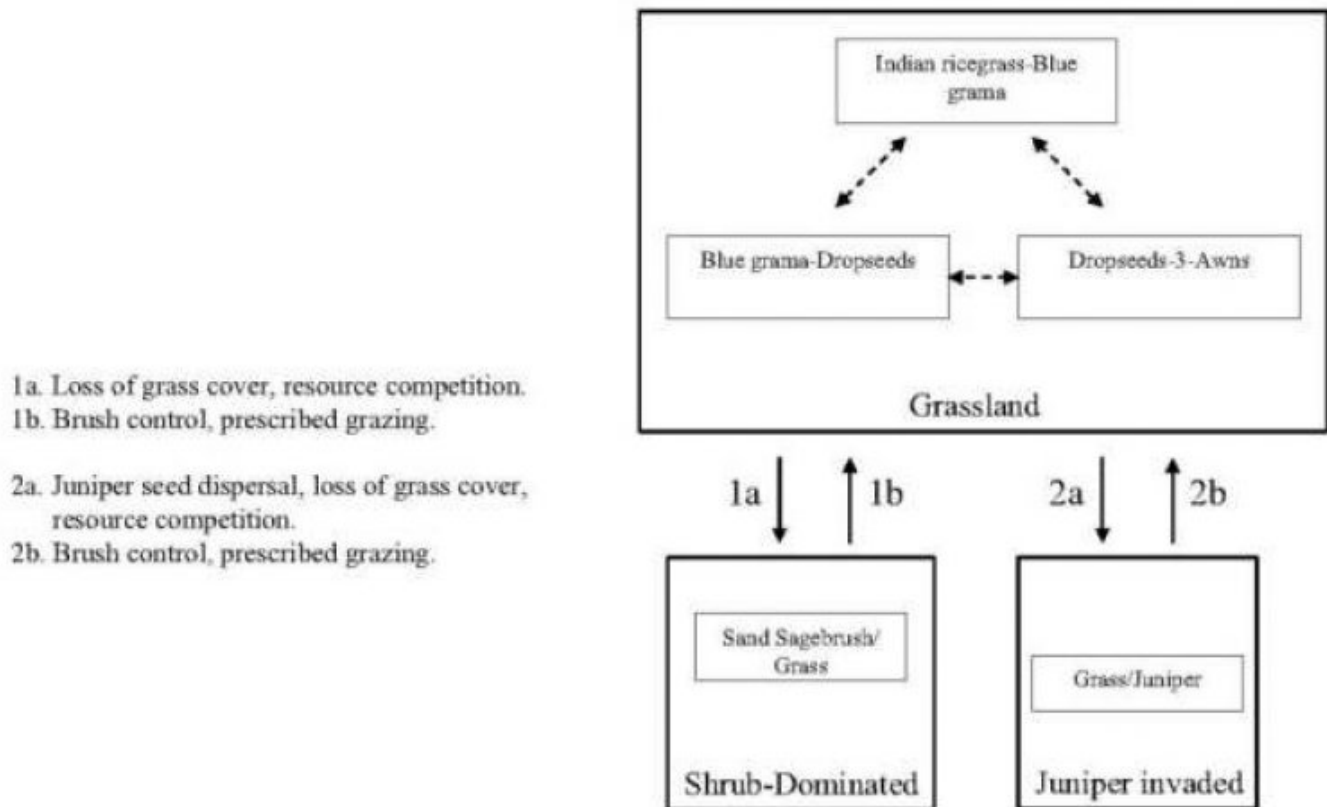 Indian ricegrass-Blue
grama
Blue grama-Dropseeds
Dropseeds-3-Awns
Grassland
1a. Loss of grass cover, resource competition.
1b. Brush control, prescribed grazing.
2a. Juniper seed dispersal, loss of grass cover,
resource competition.
2b. Brush control, prescribed grazing.
1a
1b
2a
2b
Sand Sagebrush/
Grass
Shrub-Dominated
Grass/Juniper
Juniper invaded